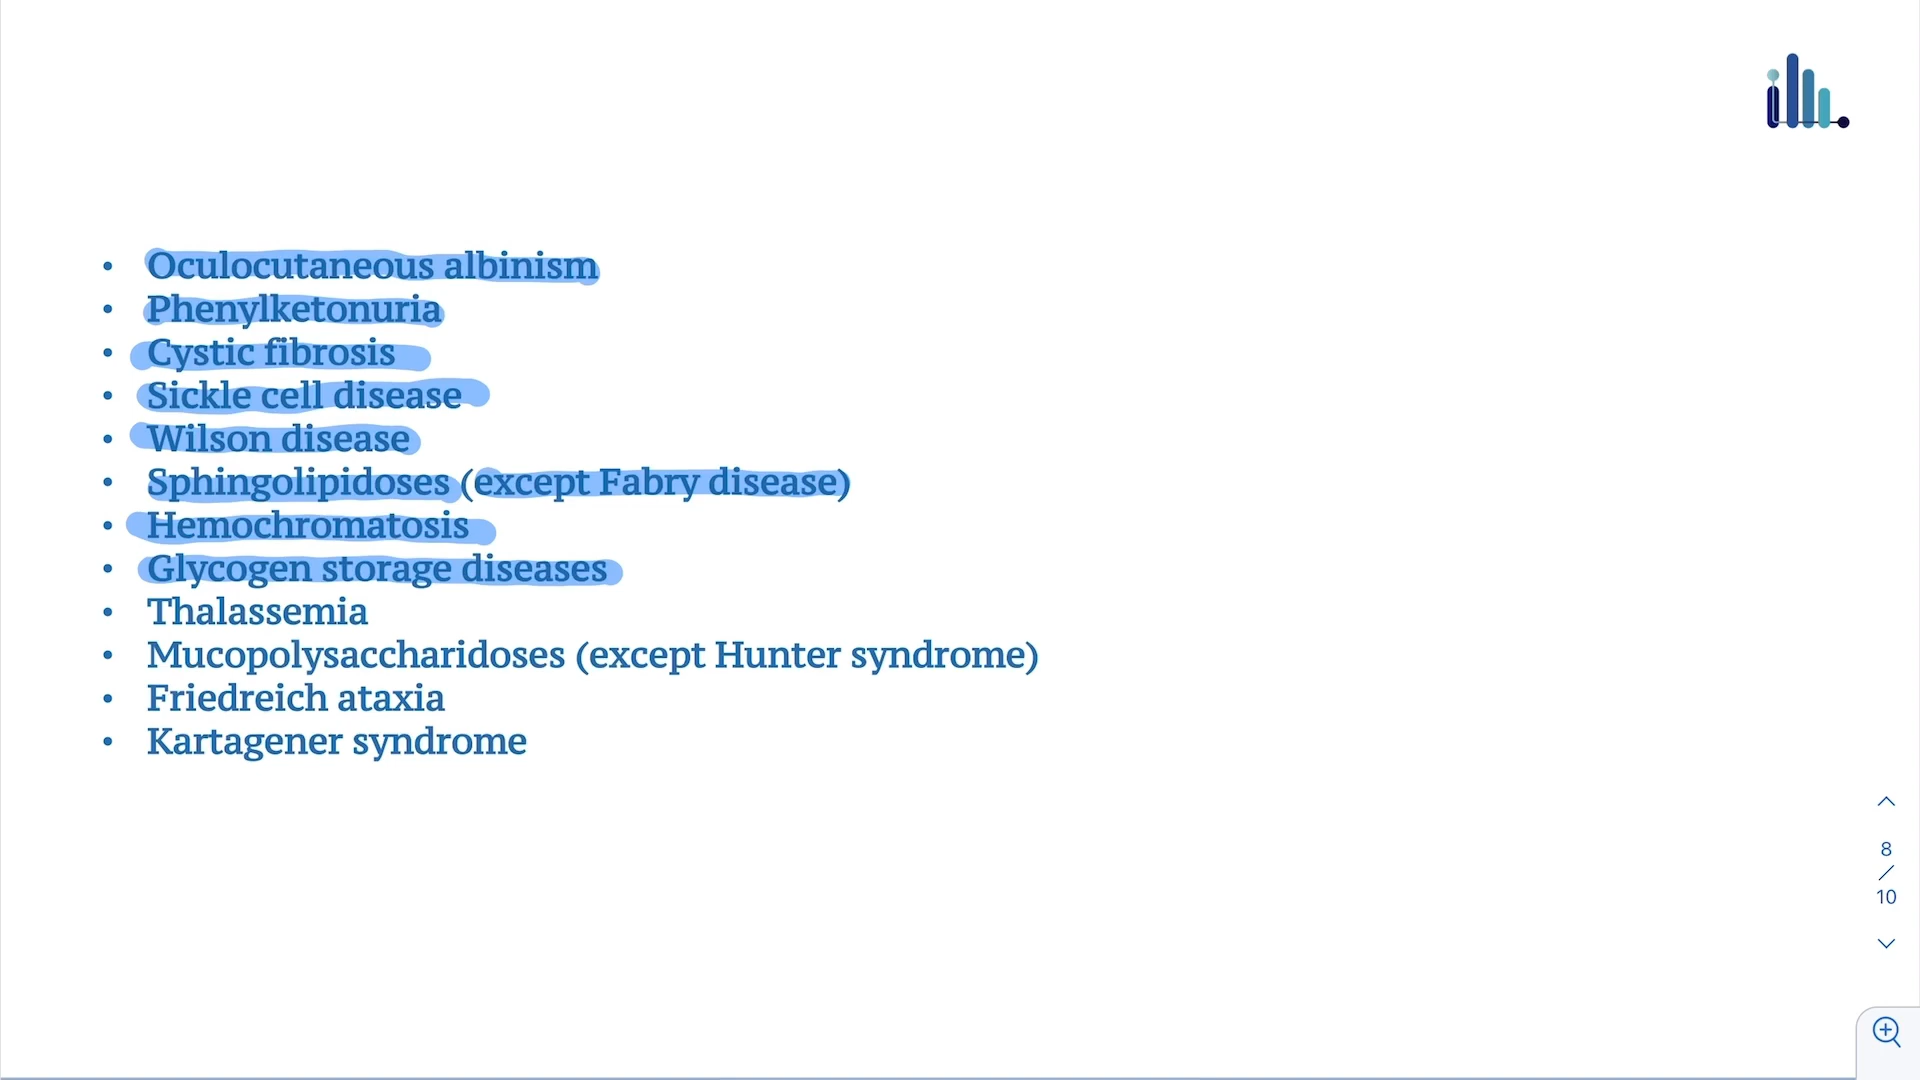 • Oculocutaneous albinism
• Phenylketonuria
• Cystic fibrosis
• Sickle cell disease
• Wilson disease
• Sphingolipidoses (except Fabry disease)
• Hemochromatosis
• Glycogen storage diseases
• Thalassemia
• Mucopolysaccharidoses (except Hunter syndrome)
• Friedreich ataxia
• Kartagener syndrome
8
/
10